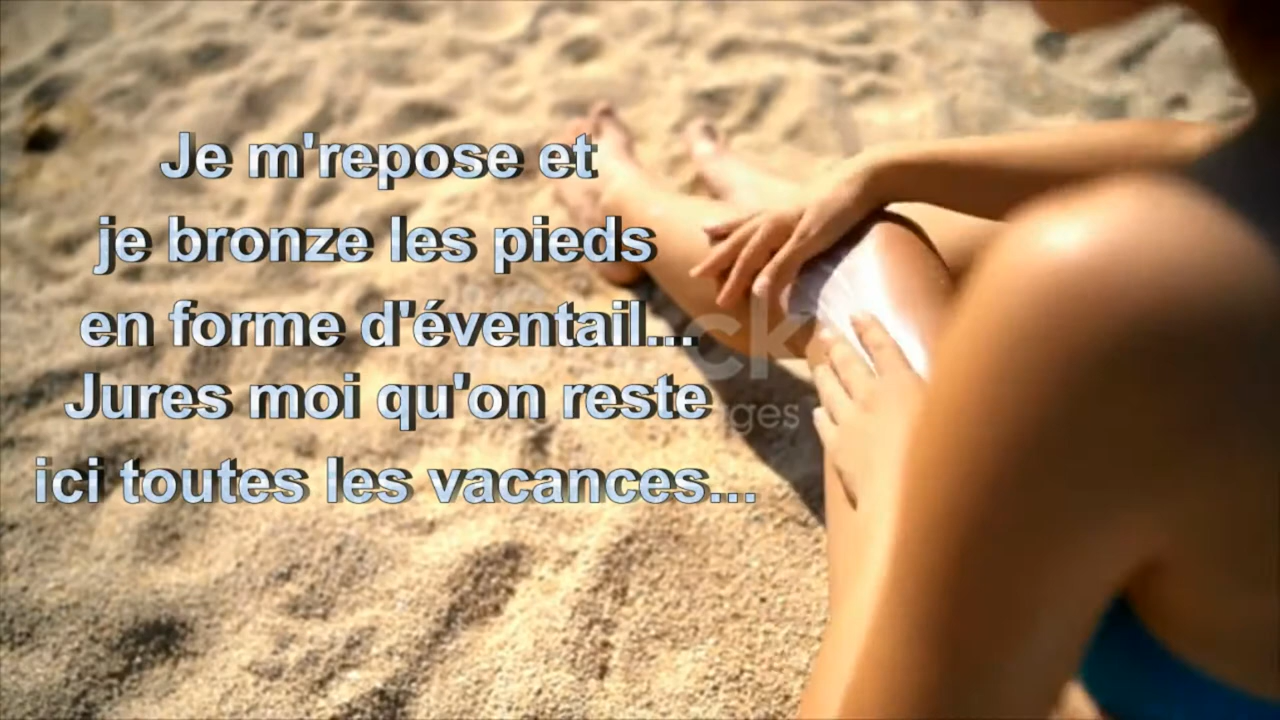 Je m'repose et
je bronze les pieds
en forme d'éventail...
Jures moi qu'on reste
ici toutes les vacances...